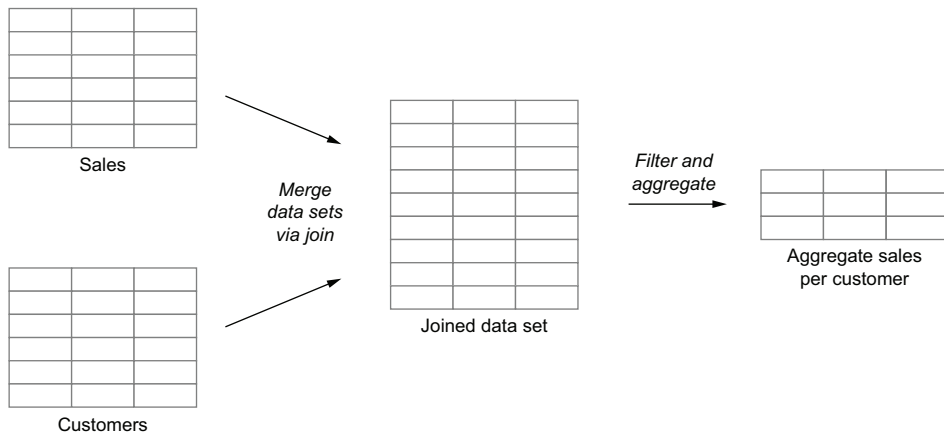 Sales
Merge
data sets
via join
Customers
Joined data set
Filter and
aggregate
Aggregate sales
per customer